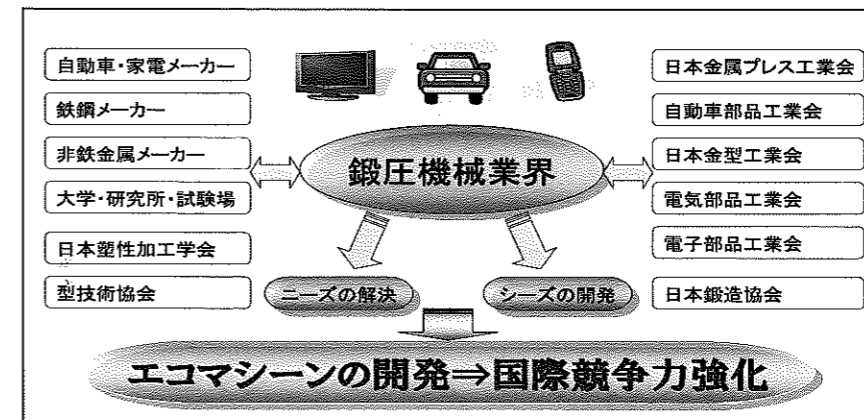 自動車・家電メーカー
鉄鋼メーカー
非鉄金属メーカー
大学・研究所・試験場
日本塑性加工学会
型技術協会
鍛圧機械業界
日本金属プレス工業会
自動車部品工業会
日本金型工業会
電気部品工業会
電子部品工業会
日本鍛造協会
ニーズの解決
シーズの開発
エコマシーンの開発⇒国際競争力強化